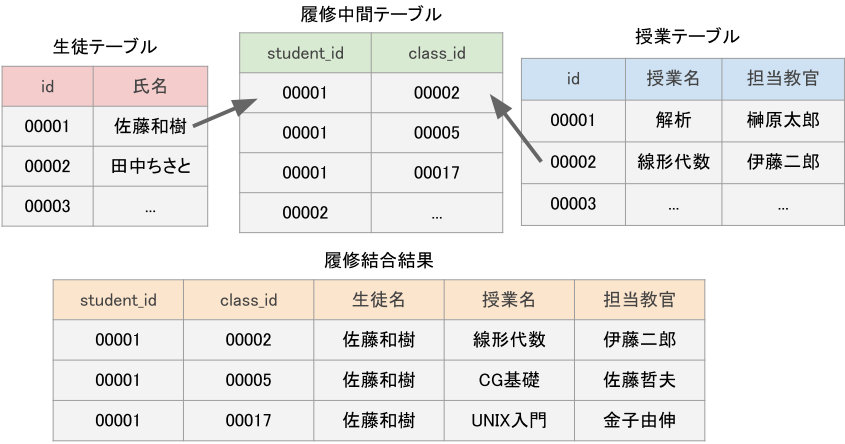 生徒テーブル
id 氏名
00001 佐藤和樹
00002 田中ちさと
00003 ...
履修中間テーブル
student_id class_id
00001 00002
00001 00005
00001 00017
00002 ...
授業テーブル
id 授業名 担当教官
00001 解析 榊原太郎
00002 線形代数 伊藤二郎
00003 ... ...
履修結合結果
student_id class_id 生徒名 授業名 担当教官
00001 00002 佐藤和樹 線形代数 伊藤二郎
00001 00005 佐藤和樹 CG基礎 佐藤哲夫
00001 00017 佐藤和樹 UNIX入門 金子由伸